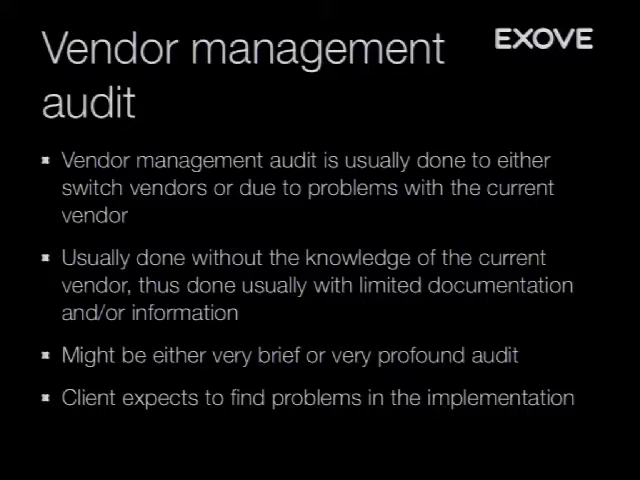 Vendor management
audit
EXOVE
Vendor management audit is usually done to either
switch vendors or due to problems with the current
vendor
Usually done without the knowledge of the current
vendor, thus done usually with limited documentation
and/or information
Might be either very brief or very profound audit
Client expects to find problems in the implementation